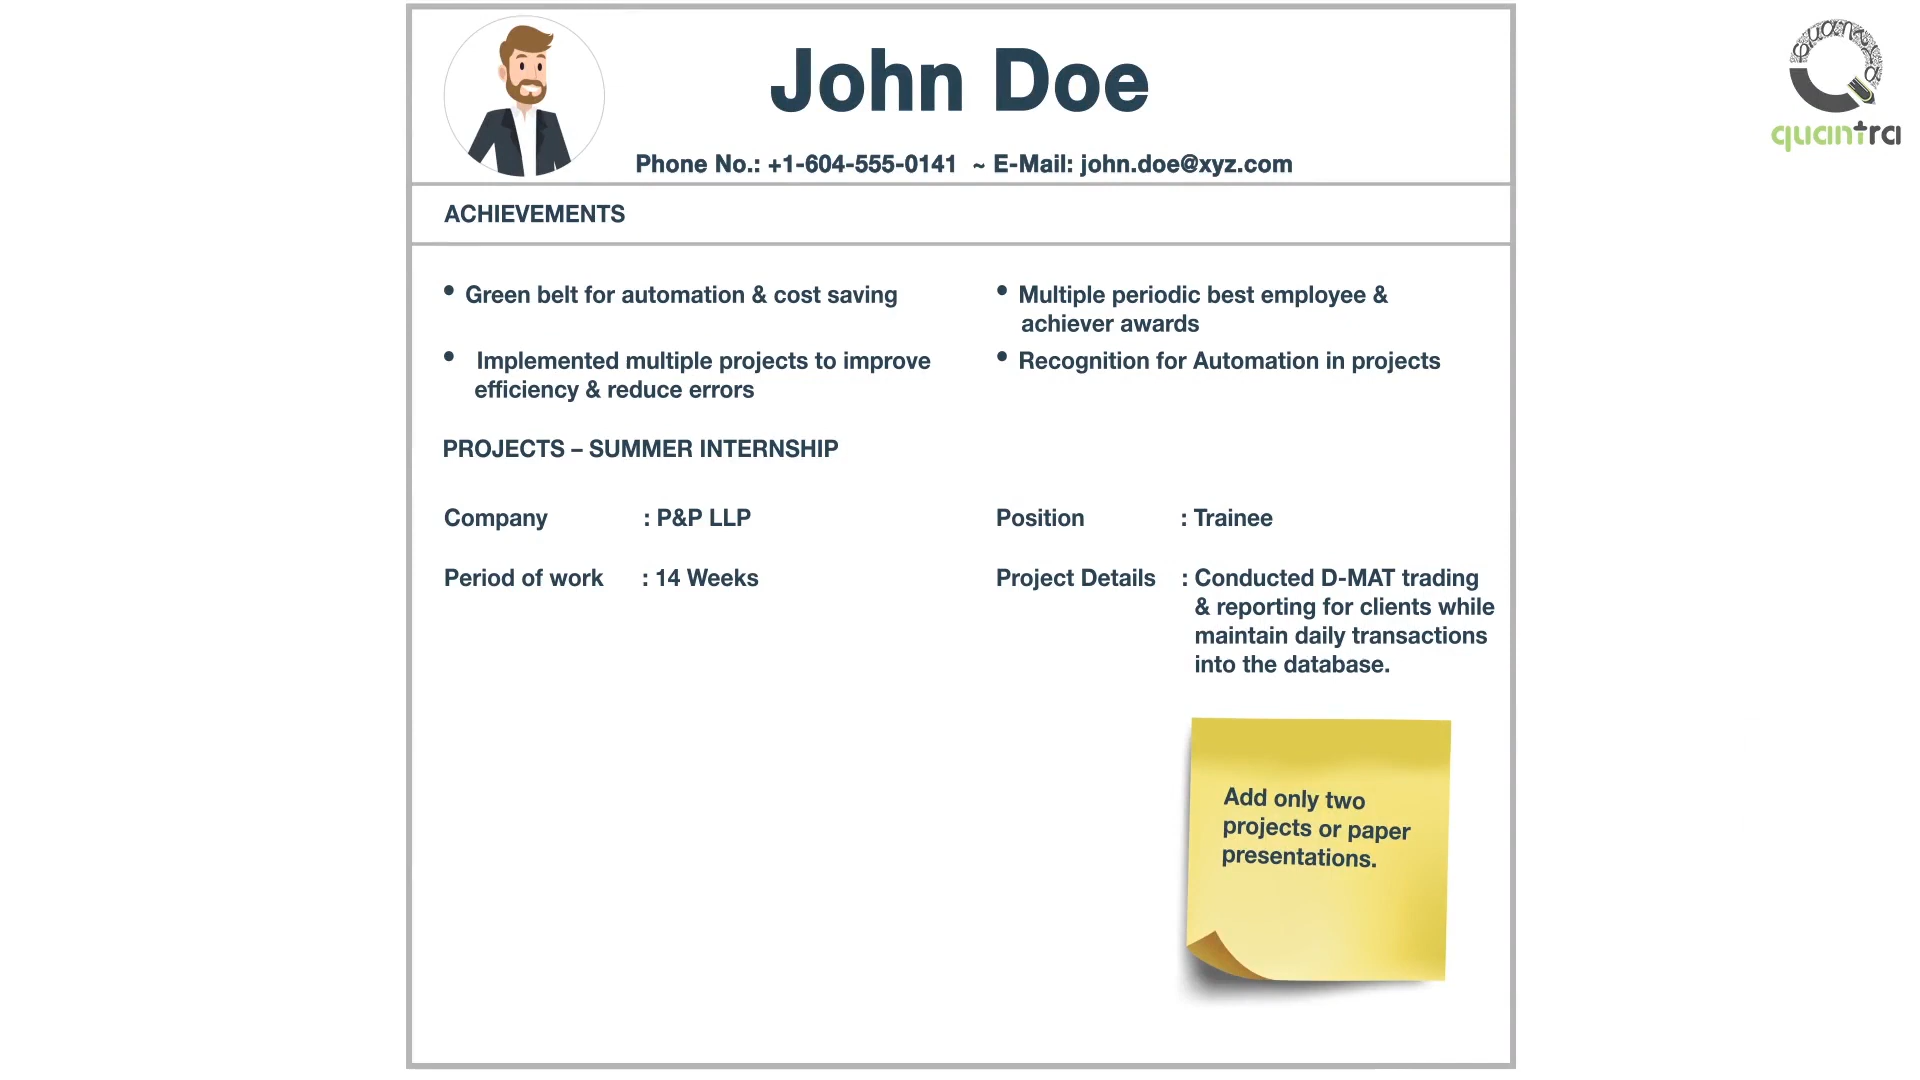 John Doe
Phone No.: +1-604-555-0141 ~ E-Mail: john.doe@xyz.com
quantra
ACHIEVEMENTS
• Green belt for automation & cost saving
• Implemented multiple projects to improve
efficiency & reduce errors
• Multiple periodic best employee &
achiever awards
• Recognition for Automation in projects
PROJECTS – SUMMER INTERNSHIP
Company : P&P LLP
Position : Trainee
Period of work : 14 Weeks
Project Details : Conducted D-MAT trading
& reporting for clients while
maintain daily transactions
into the database.
Add only two
projects or paper
presentations.